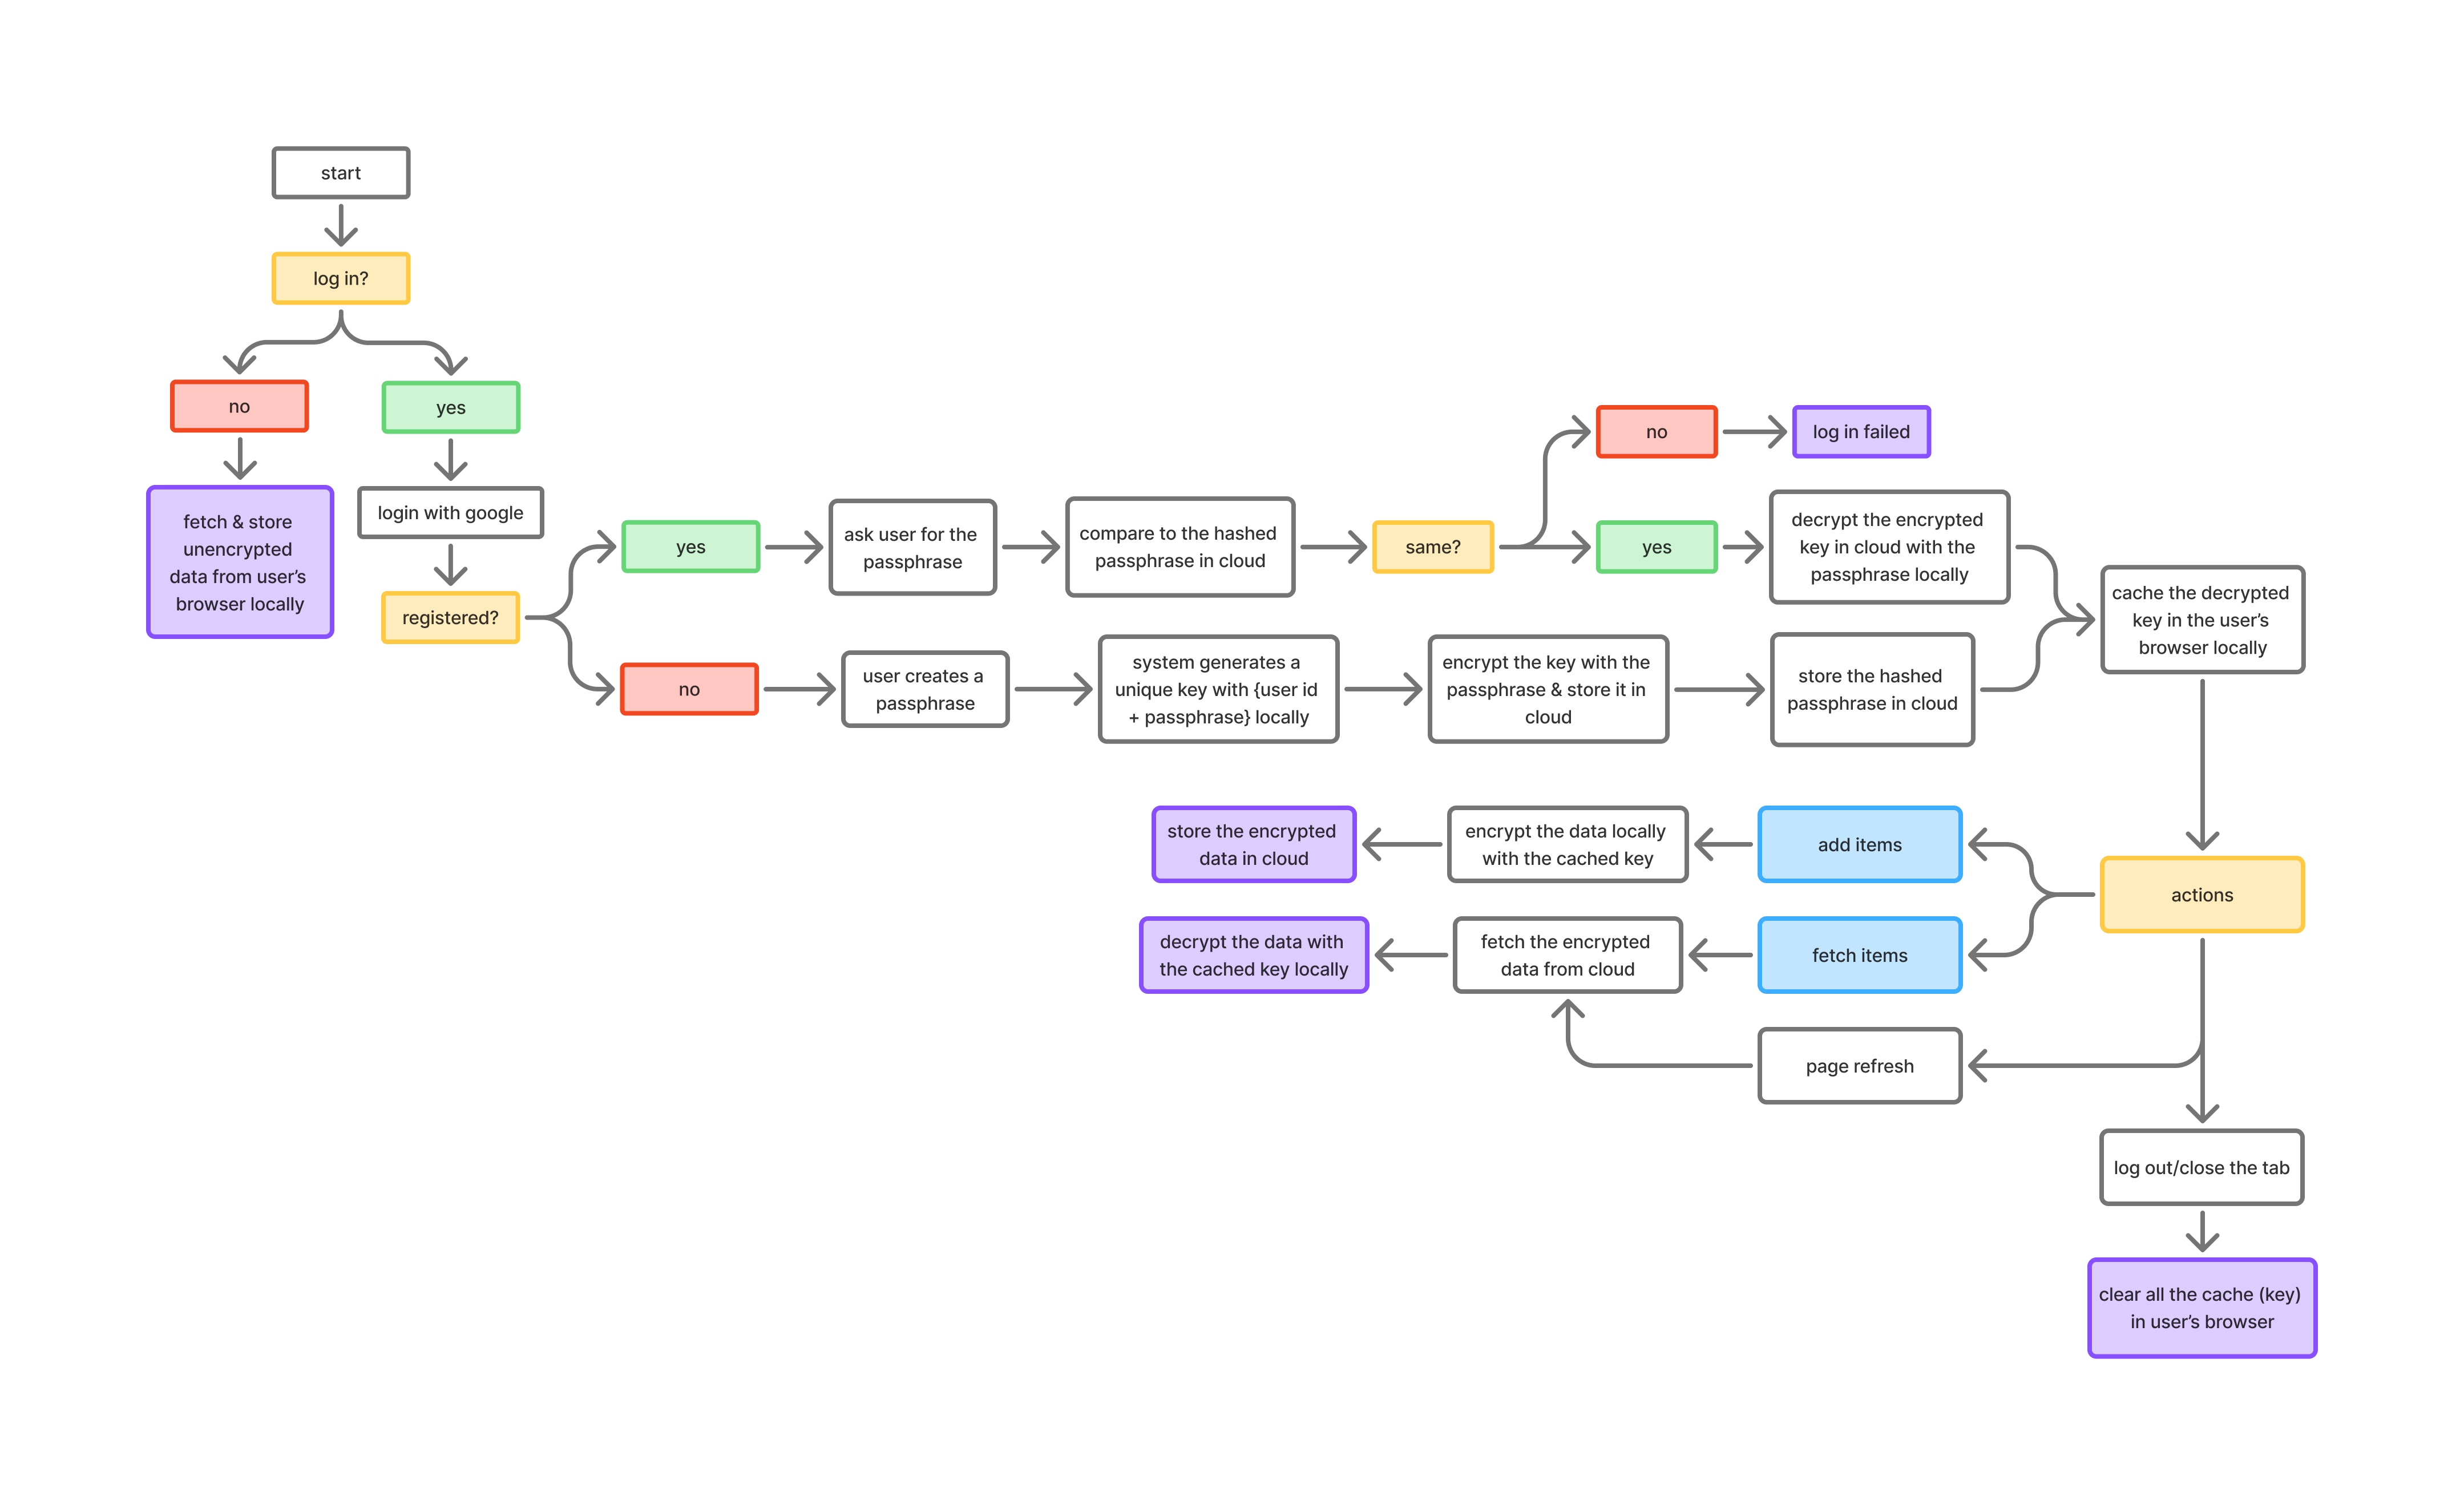 start
log in?
no
yes
fetch & store
unencrypted
data from user’s
browser locally
login with google
registered?
yes
ask user for the
passphrase
compare to the hashed
passphrase in cloud
same?
no
log in failed
yes
decrypt the encrypted
key in cloud with the
passphrase locally
no
user creates a
passphrase
system generates a
unique key with {user id
+ passphrase} locally
encrypt the key with the
passphrase & store it in
cloud
store the hashed
passphrase in cloud
cache the decrypted
key in the user’s
browser locally
actions
add items
encrypt the data locally
with the cached key
store the encrypted
data in cloud
fetch items
fetch the encrypted
data from cloud
decrypt the data with
the cached key locally
page refresh
log out/close the tab
clear all the cache (key)
in user’s browser